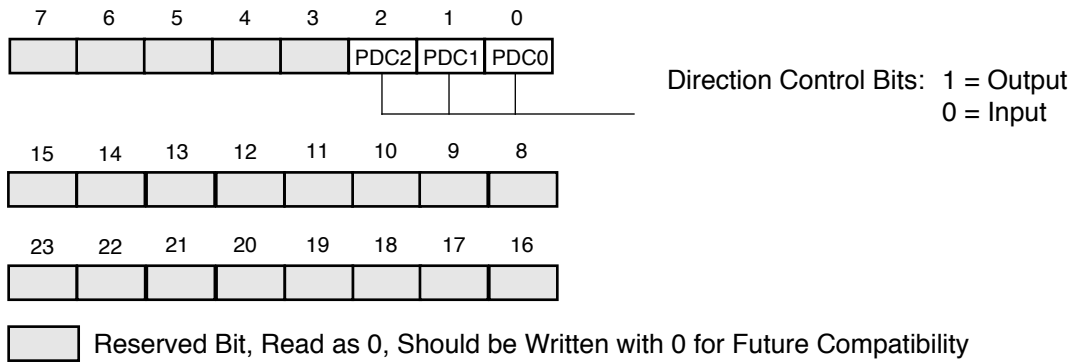 7 6 5 4 3 2 1 0
PDC2 PDC1 PDC0
Direction Control Bits: 1 = Output
0 = Input
15 14 13 12 11 10 9 8
23 22 21 20 19 18 17 16
Reserved Bit, Read as 0, Should be Written with 0 for Future Compatibility